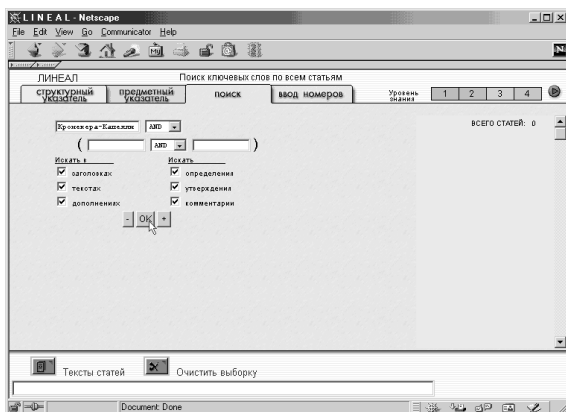 L I N E A L - Netscape
File Edit View Go Communicator Help
My
N
ЛИНЕАЛ Поиск ключевых слов по всем статьям
структурный указатель
предметный указатель
поиск
ввод номеров
Уровень знания 1 2 3 4
Кронекера-Капелли AND
ВСЕГО СТАТЕЙ: 0
( AND )
Искать в Искать
заголовках определения
текстах утверждения
дополнениях комментарии
- OK +
Тексты статей Очистить выборку
Document: Done